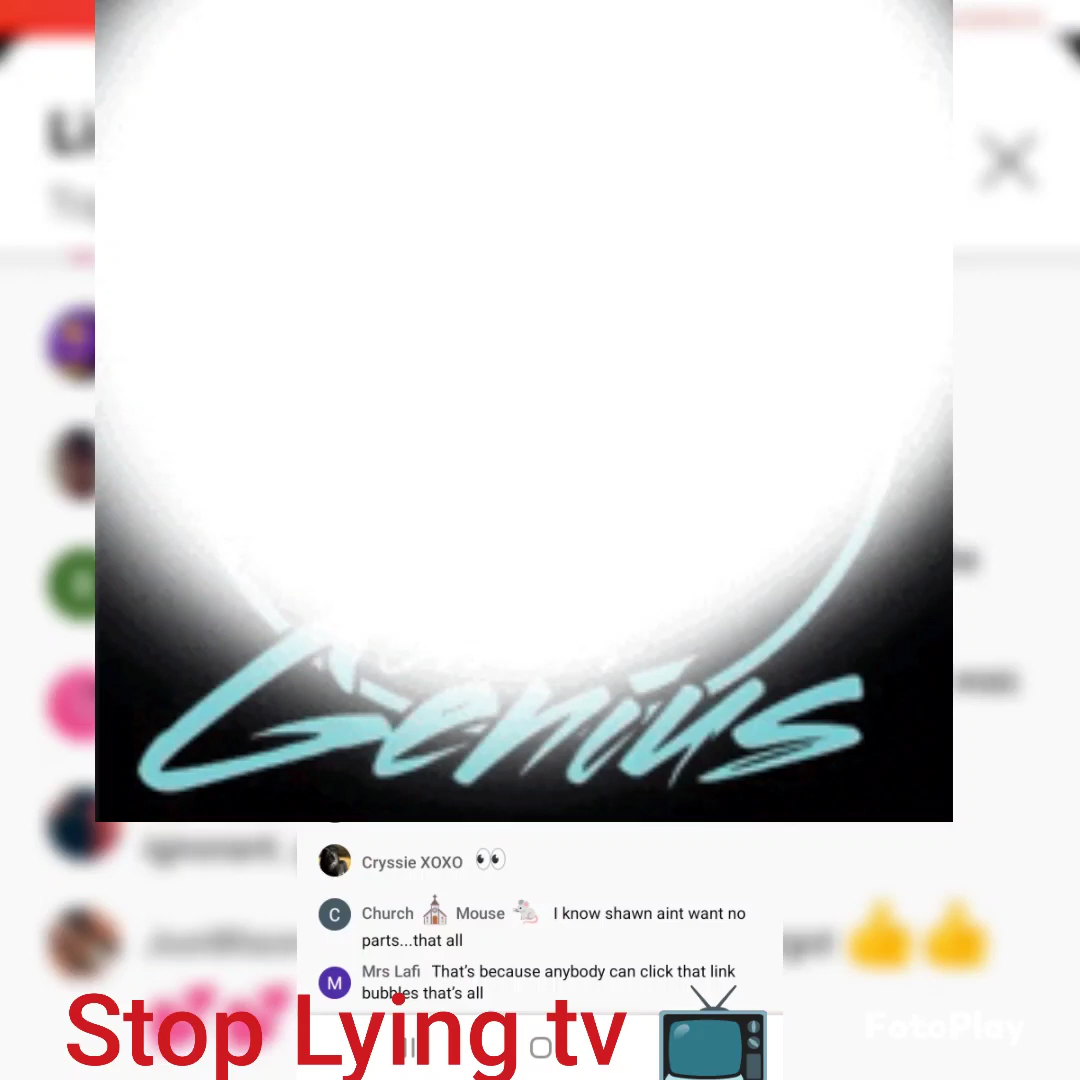 Genius
Cryssie XOXO 👀
Church ⛪ Mouse 🐁 I know shawn aint want no
parts...that all
Mrs Lafi That's because anybody can click that link
bubbles that's all
Stop Lying tv 📺
FotoPlay